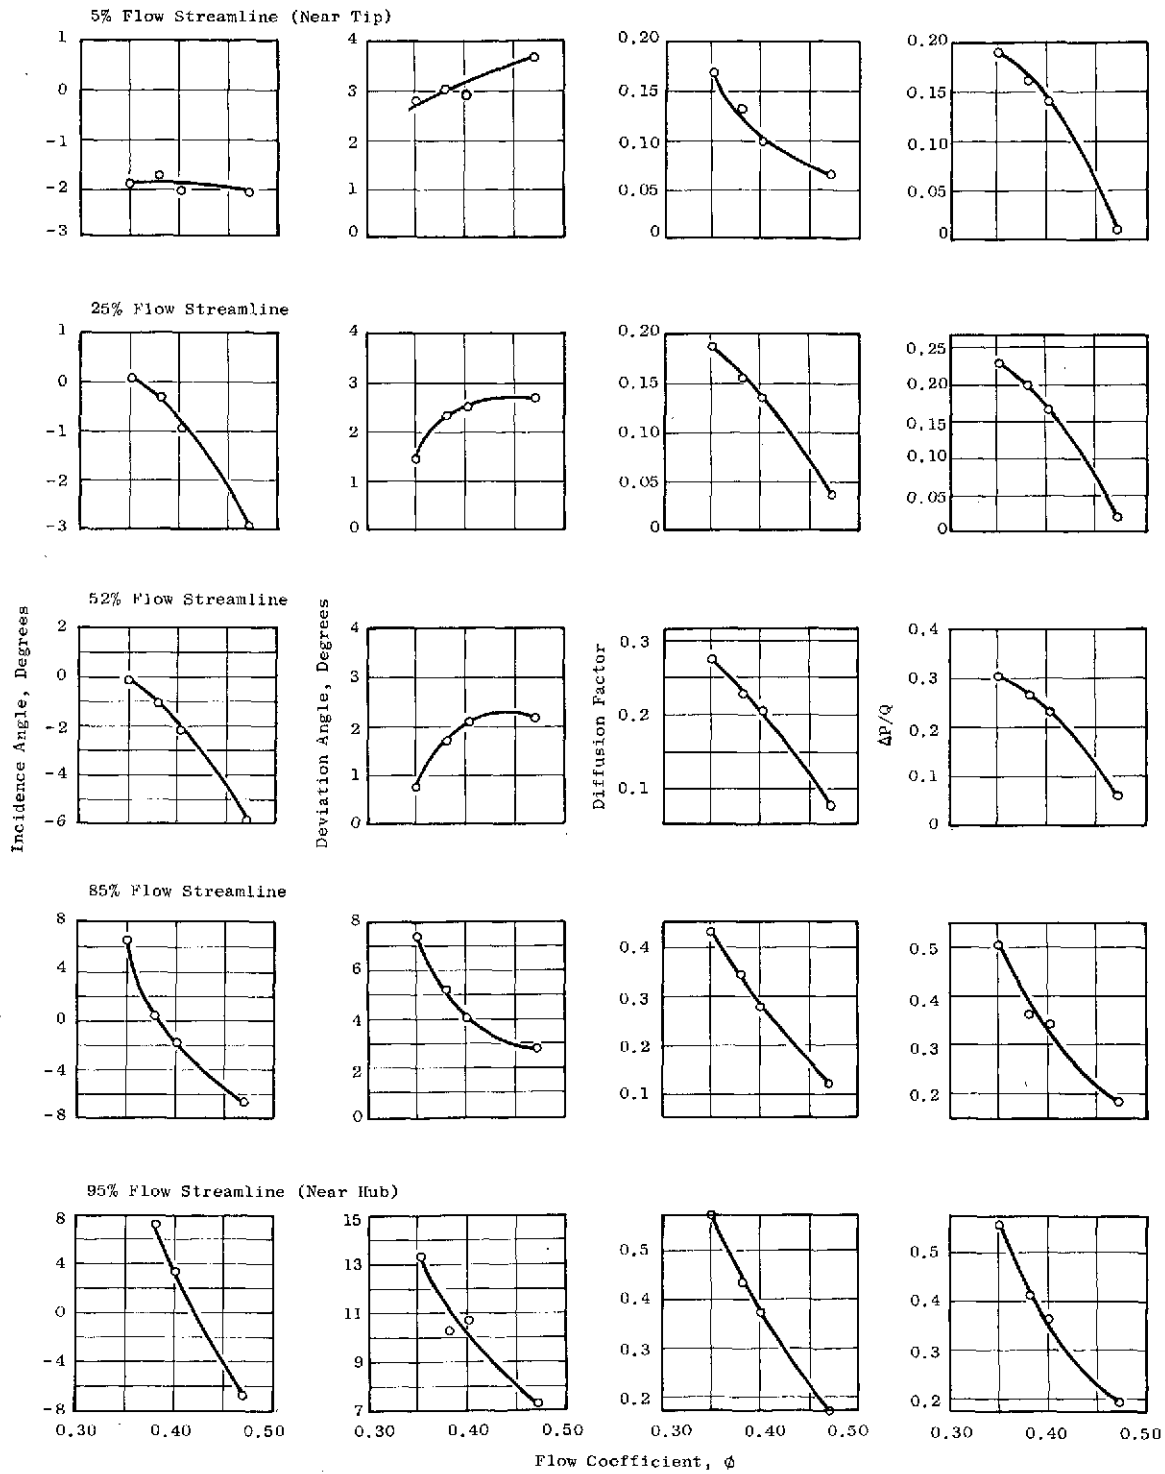 5% Flow Streamline (Near Tip)
1 4 0.20 0.20
0 3 0.15 0.15
-1 2 0.10 0.10
-2 1 0.05 0.05
-3 0 0 0
25% Flow Streamline
1 4 0.20 0.25
0 3 0.15 0.20
-1 2 0.10 0.15
-2 1 0.05 0.10
-3 0 0 0.05
0
52% Flow Streamline
2 4 0.3 0.4
0 3 0.2 0.3
-2 2 0.1 0.2
-4 1 0.1
-6 0 0
Incidence Angle, Degrees
Deviation Angle, Degrees
Diffusion Factor
ΔP/Q
85% Flow Streamline
8 8 0.4 0.5
4 6 0.3 0.4
0 4 0.2 0.3
-4 2 0.1 0.2
-8 0
95% Flow Streamline (Near Hub)
8 15 0.5 0.5
4 13 0.4 0.4
0 11 0.3 0.3
-4 9 0.2 0.2
-8 7
0.30 0.40 0.50 0.30 0.40 0.50 0.30 0.40 0.50 0.30 0.40 0.50
Flow Coefficient, ϕ